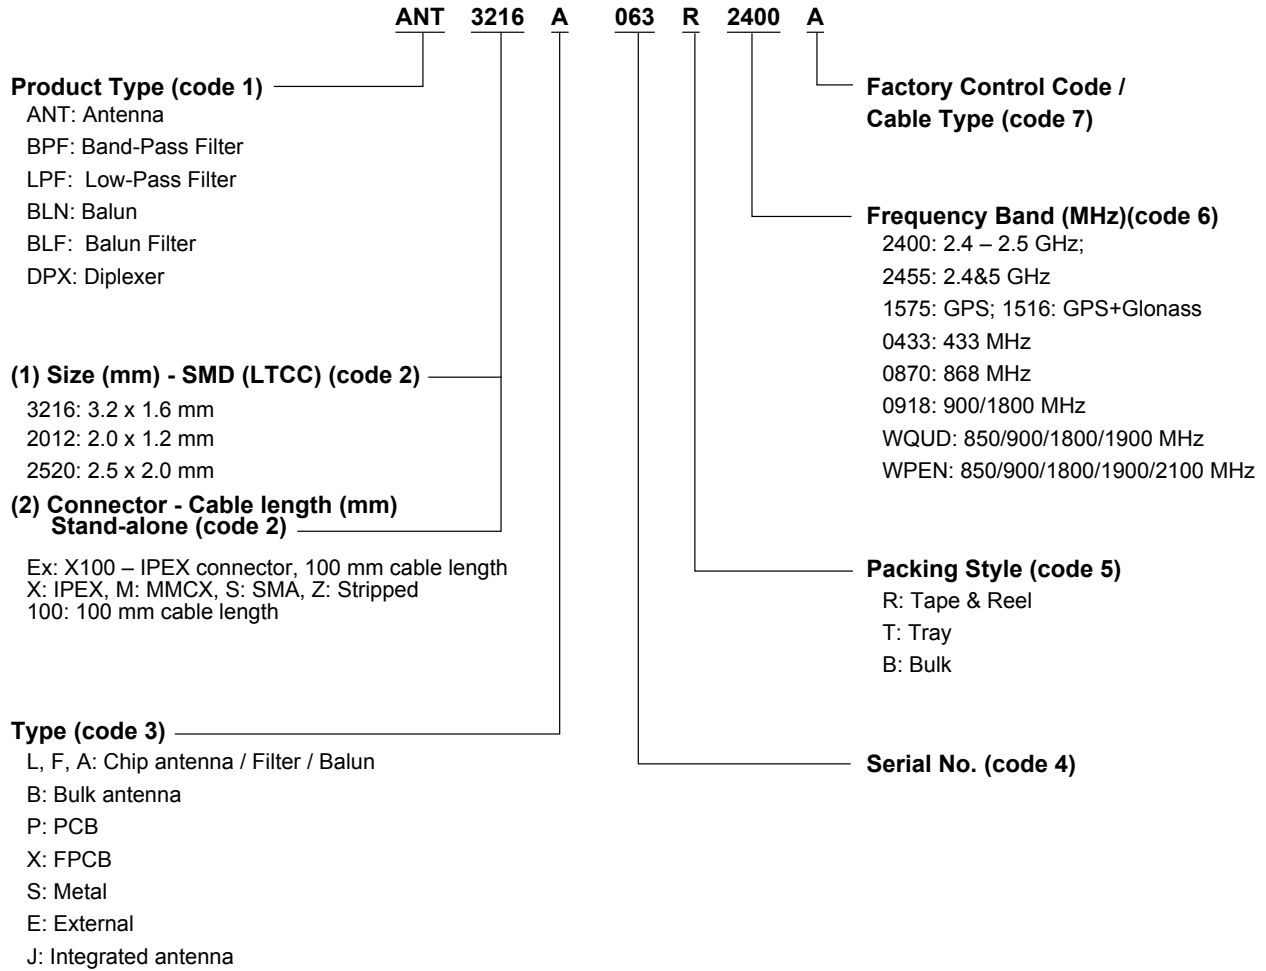 ANT 3216 A 063 R 2400 A
Product Type (code 1)
ANT: Antenna
BPF: Band-Pass Filter
LPF: Low-Pass Filter
BLN: Balun
BLF: Balun Filter
DPX: Diplexer
(1) Size (mm) - SMD (LTCC) (code 2)
3216: 3.2 x 1.6 mm
2012: 2.0 x 1.2 mm
2520: 2.5 x 2.0 mm
(2) Connector - Cable length (mm)
Stand-alone (code 2)
Ex: X100 – IPEX connector, 100 mm cable length
X: IPEX, M: MMCX, S: SMA, Z: Stripped
100: 100 mm cable length
Type (code 3)
L, F, A: Chip antenna / Filter / Balun
B: Bulk antenna
P: PCB
X: FPCB
S: Metal
E: External
J: Integrated antenna
Factory Control Code /
Cable Type (code 7)
Frequency Band (MHz)(code 6)
2400: 2.4 – 2.5 GHz;
2455: 2.4&5 GHz
1575: GPS; 1516: GPS+Glonass
0433: 433 MHz
0870: 868 MHz
0918: 900/1800 MHz
WQUD: 850/900/1800/1900 MHz
WPEN: 850/900/1800/1900/2100 MHz
Packing Style (code 5)
R: Tape & Reel
T: Tray
B: Bulk
Serial No. (code 4)